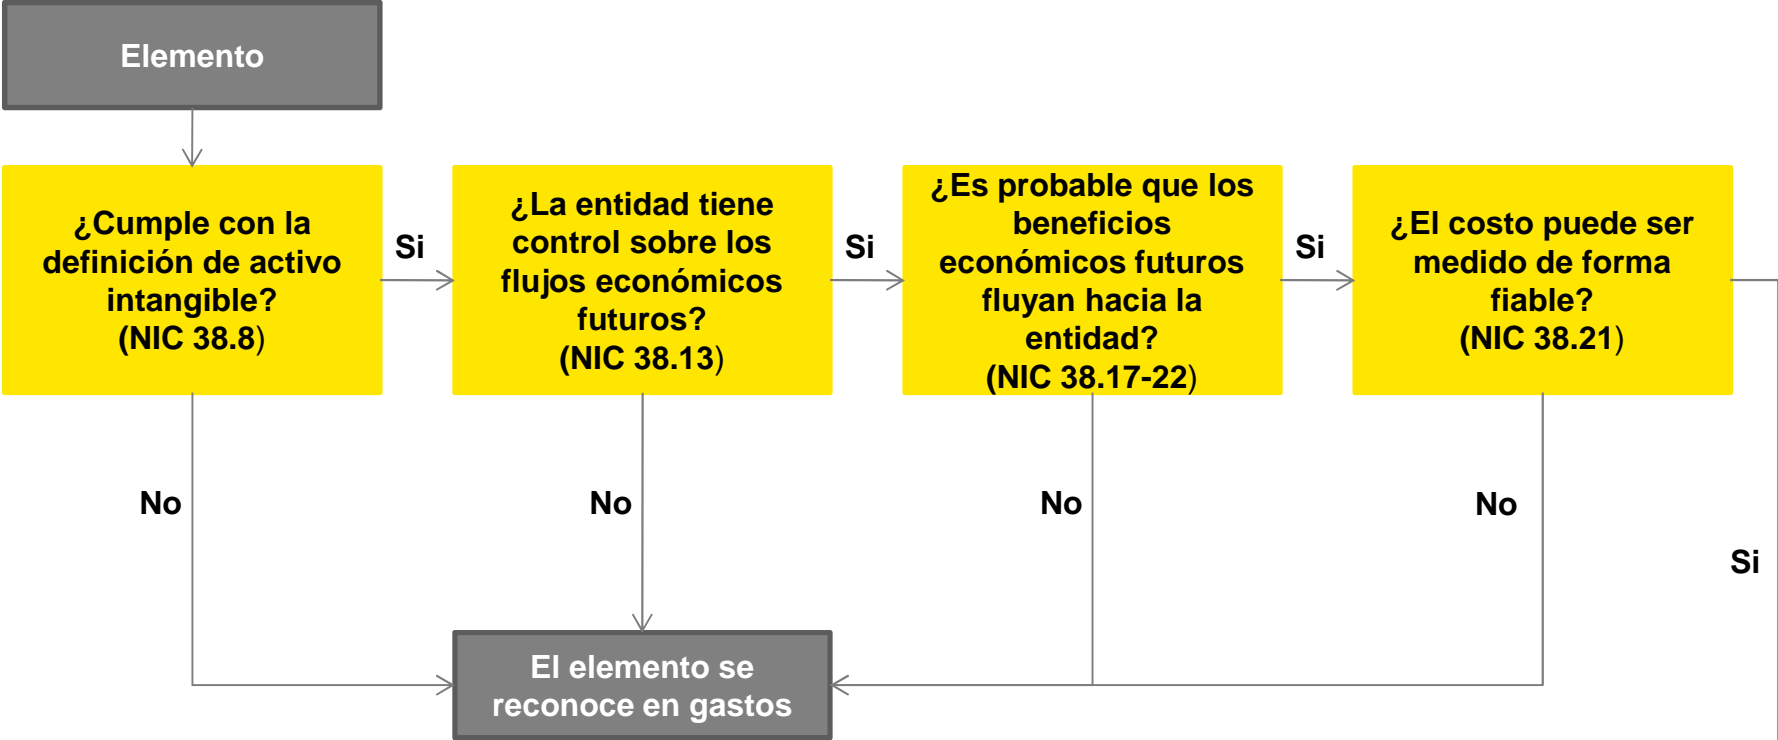 Elemento
¿Cumple con la
definición de activo
intangible?
(NIC 38.8)
Si
¿La entidad tiene
control sobre los
flujos económicos
futuros?
(NIC 38.13)
Si
¿Es probable que los
beneficios
económicos futuros
fluyan hacia la
entidad?
(NIC 38.17-22)
Si
¿El costo puede ser
medido de forma
fiable?
(NIC 38.21)
No
No
No
No
Si
El elemento se
reconoce en gastos